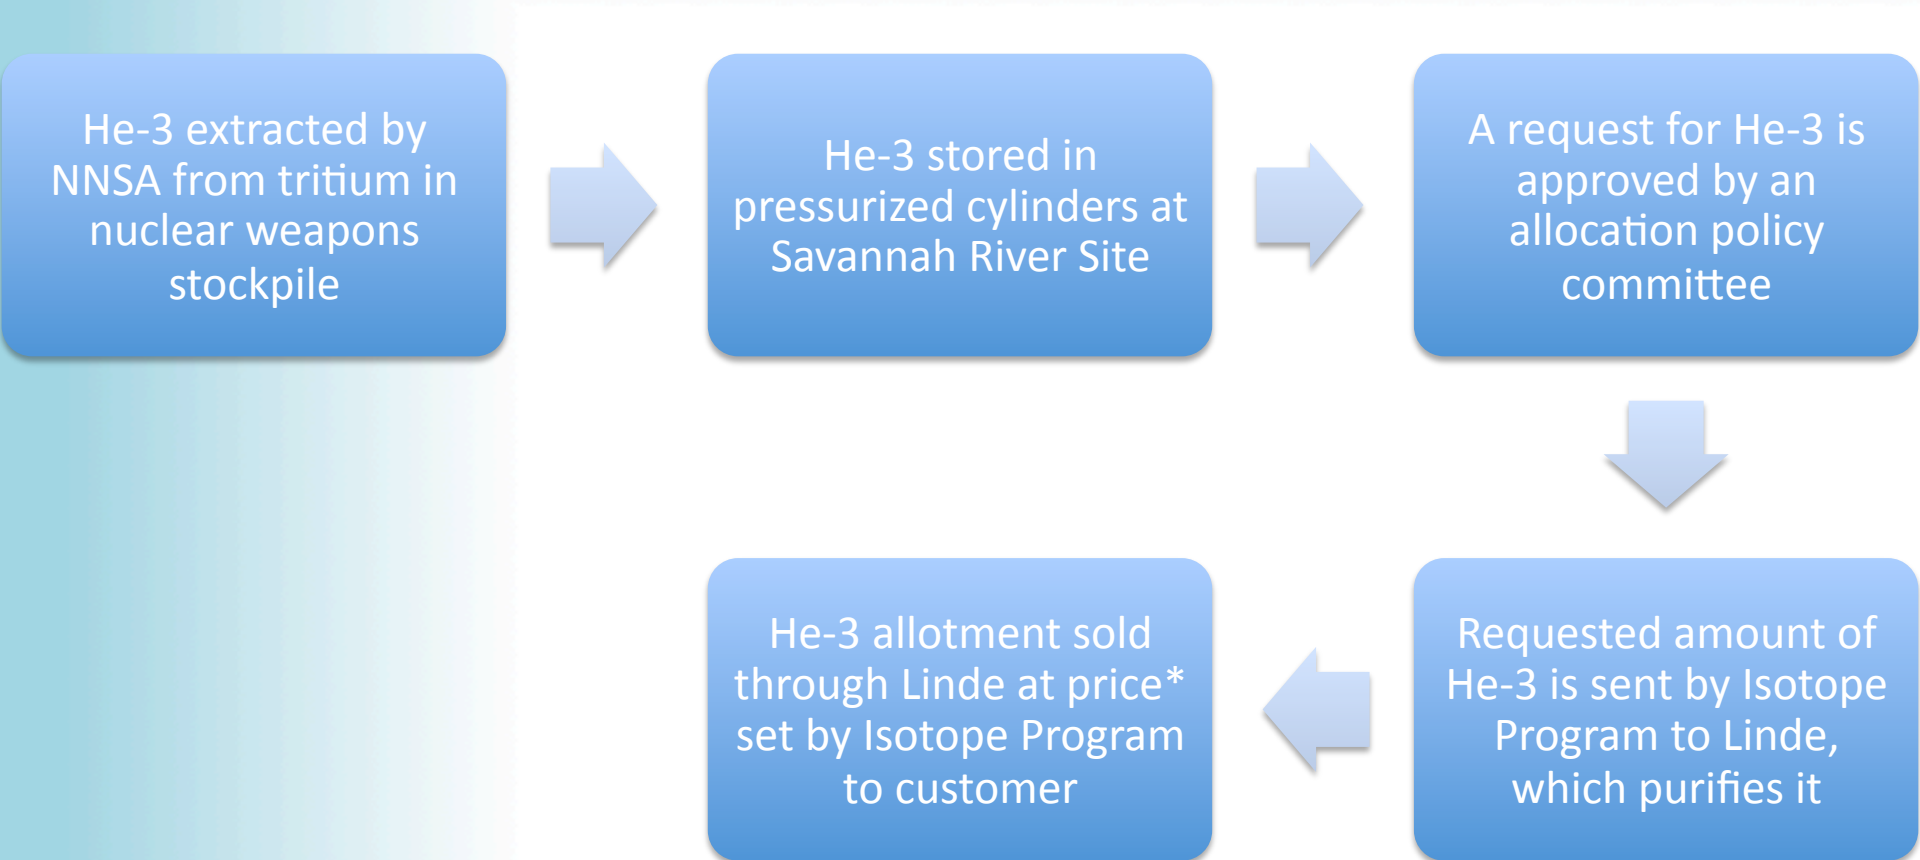 He-3 extracted by
NNSA from tritium in
nuclear weapons
stockpile
He-3 stored in
pressurized cylinders at
Savannah River Site
A request for He-3 is
approved by an
allocation policy
committee
Requested amount of
He-3 is sent by Isotope
Program to Linde,
which purifies it
He-3 allotment sold
through Linde at price*
set by Isotope Program
to customer